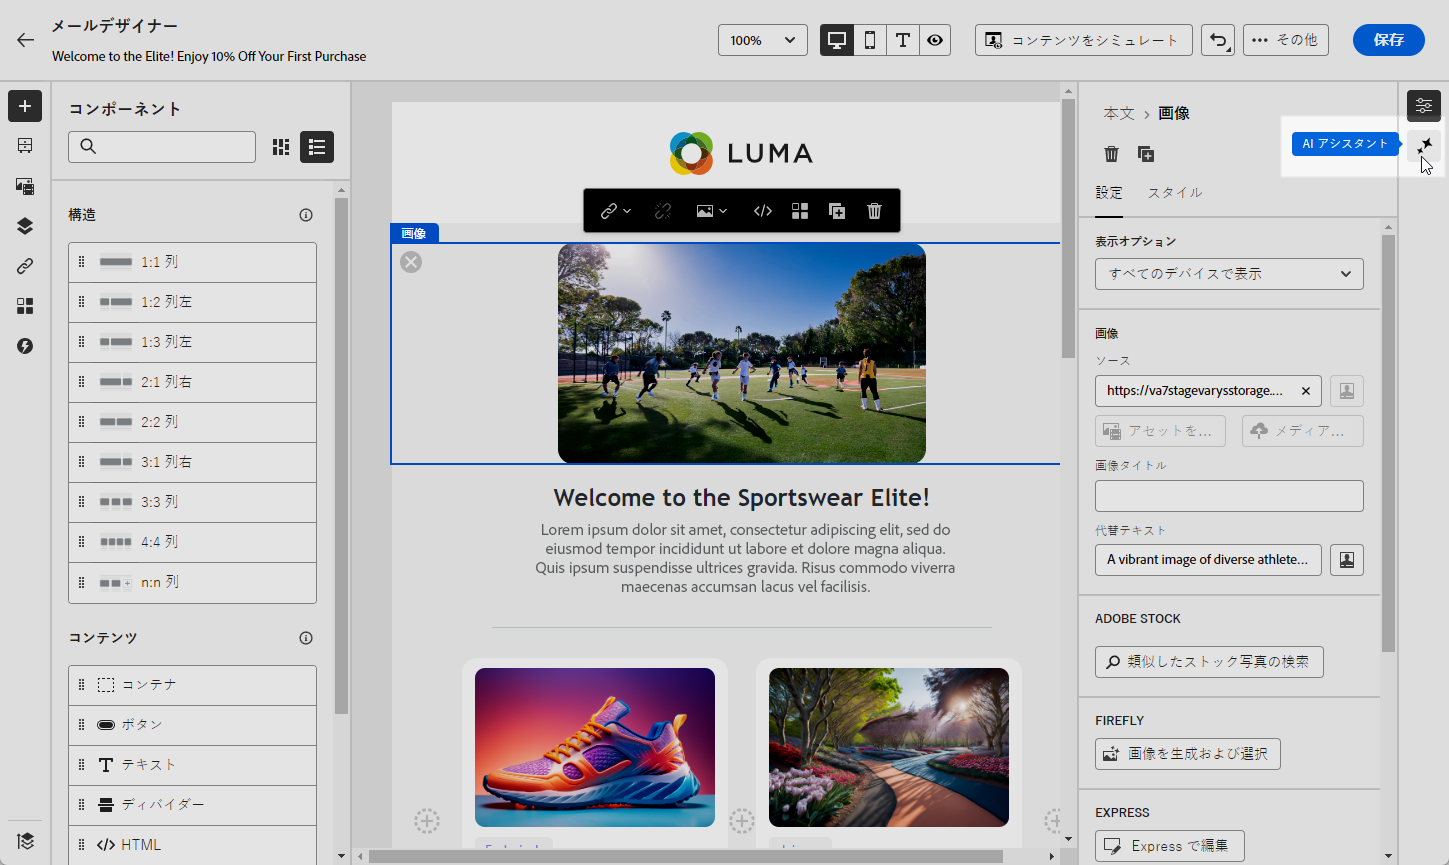 メールデザイナー
Welcome to the Elite! Enjoy 10% Off Your First Purchase
100%
コンテンツをシミュレート
その他
保存
コンポーネント
構造
1:1 列
1:2 列左
1:3 列左
2:1 列右
2:2 列
3:1 列右
3:3 列
4:4 列
n:n 列
コンテンツ
コンテナ
ボタン
テキスト
ディバイダー
HTML
LUMA
画像
Welcome to the Sportswear Elite!
Lorem ipsum dolor sit amet, consectetur adipiscing elit, sed do
eiusmod tempor incididunt ut labore et dolore magna aliqua.
Quis ipsum suspendisse ultrices gravida. Risus commodo viverra
maecenas accumsan lacus vel facilisis.
本文 › 画像
AI アシスタント
設定
スタイル
表示オプション
すべてのデバイスで表示
画像
ソース
https://va7stagevarysstorage....
アセットを...
メディア...
画像タイトル
代替テキスト
A vibrant image of diverse athlete...
ADOBE STOCK
類似したストック写真の検索
FIREFLY
画像を生成および選択
EXPRESS
Express で編集